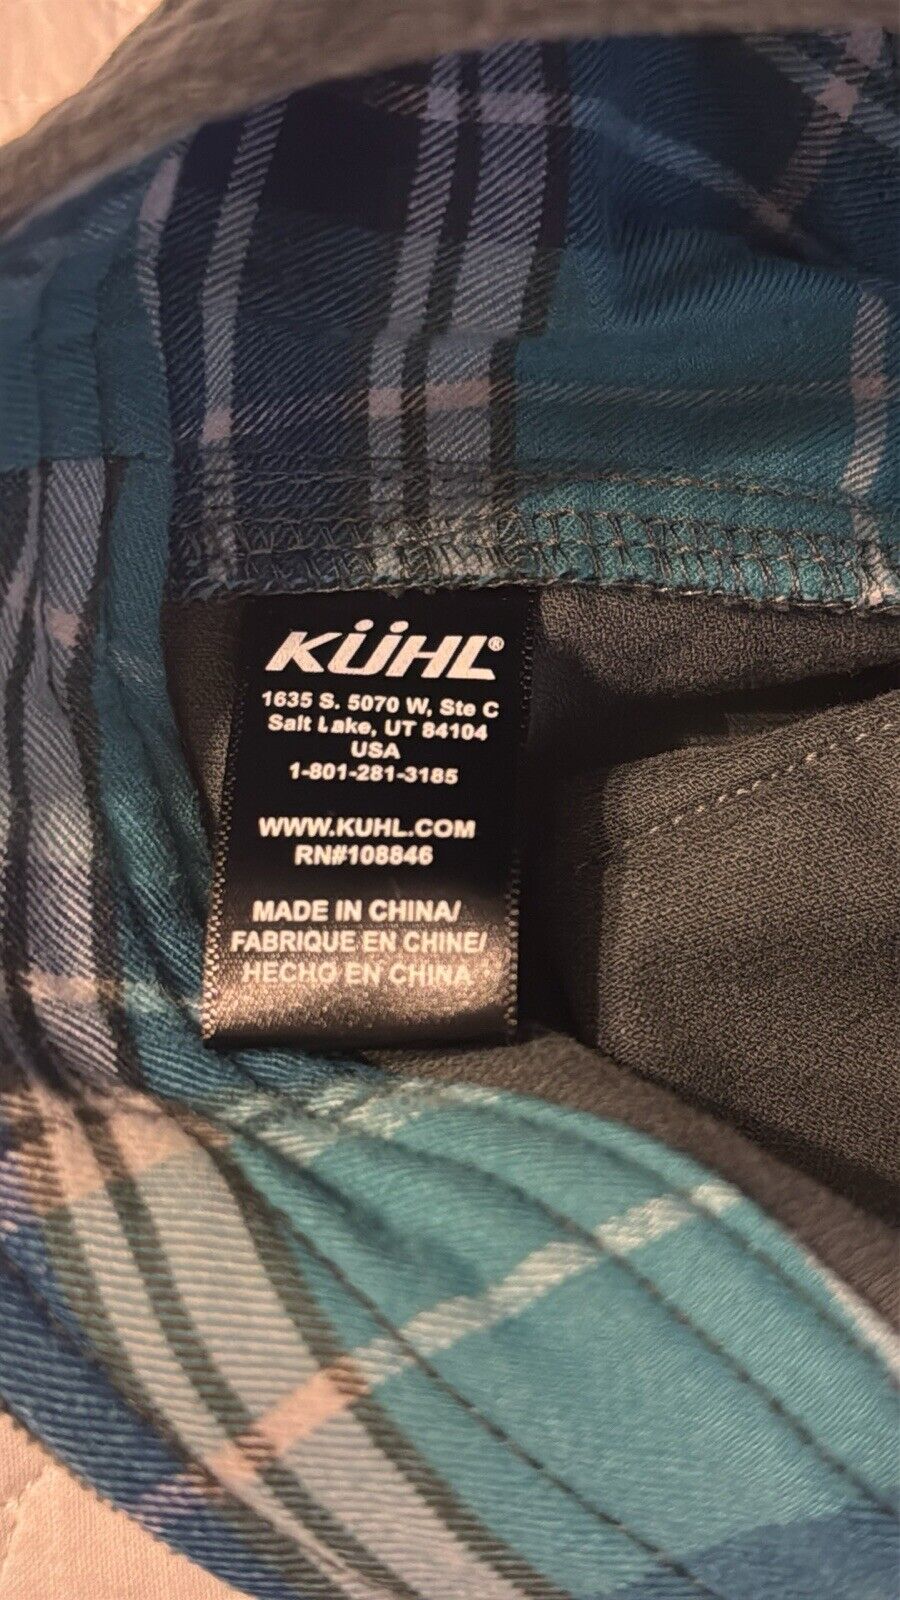 KÜHL®
1635 S. 5070 W, Ste C
Salt Lake, UT 84104
USA
1-801-281-3185
WWW.KUHL.COM
RN#108846
MADE IN CHINA/
FABRIQUE EN CHINE/
HECHO EN CHINA